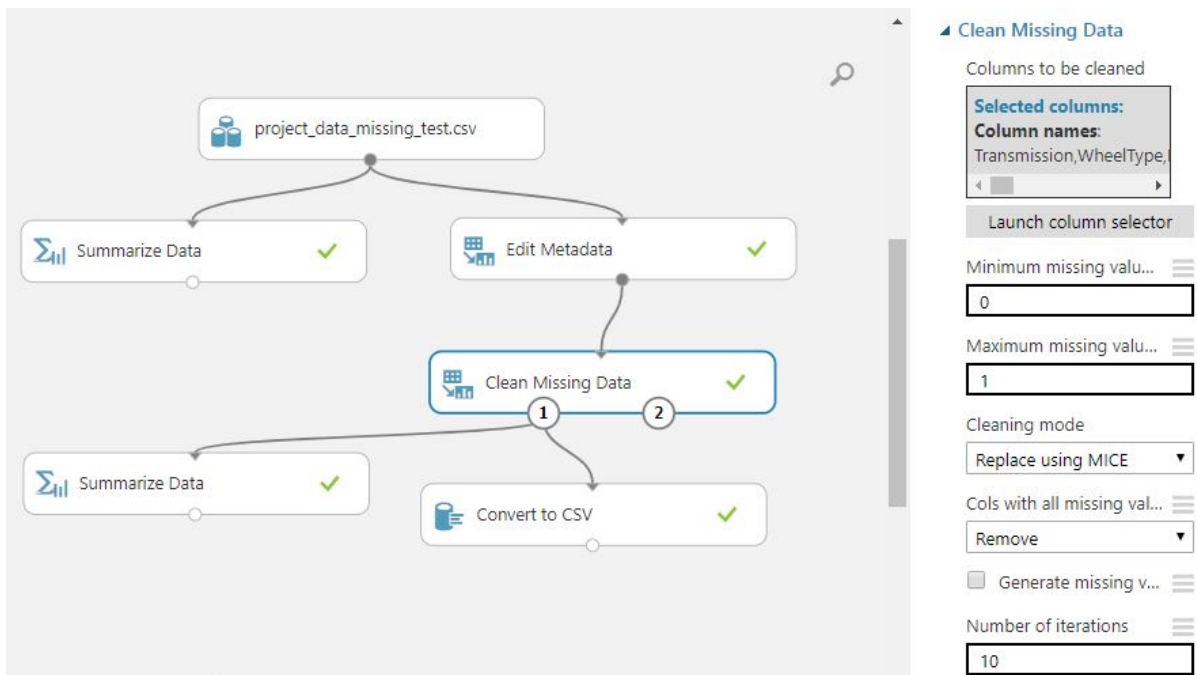 project_data_missing_test.csv
Summarize Data
Edit Metadata
Clean Missing Data
1
2
Summarize Data
Convert to CSV
Clean Missing Data
Columns to be cleaned
Selected columns:
Column names:
Transmission,WheelType,
Launch column selector
Minimum missing valu...
0
Maximum missing valu...
1
Cleaning mode
Replace using MICE
Cols with all missing val...
Remove
Generate missing v...
Number of iterations
10